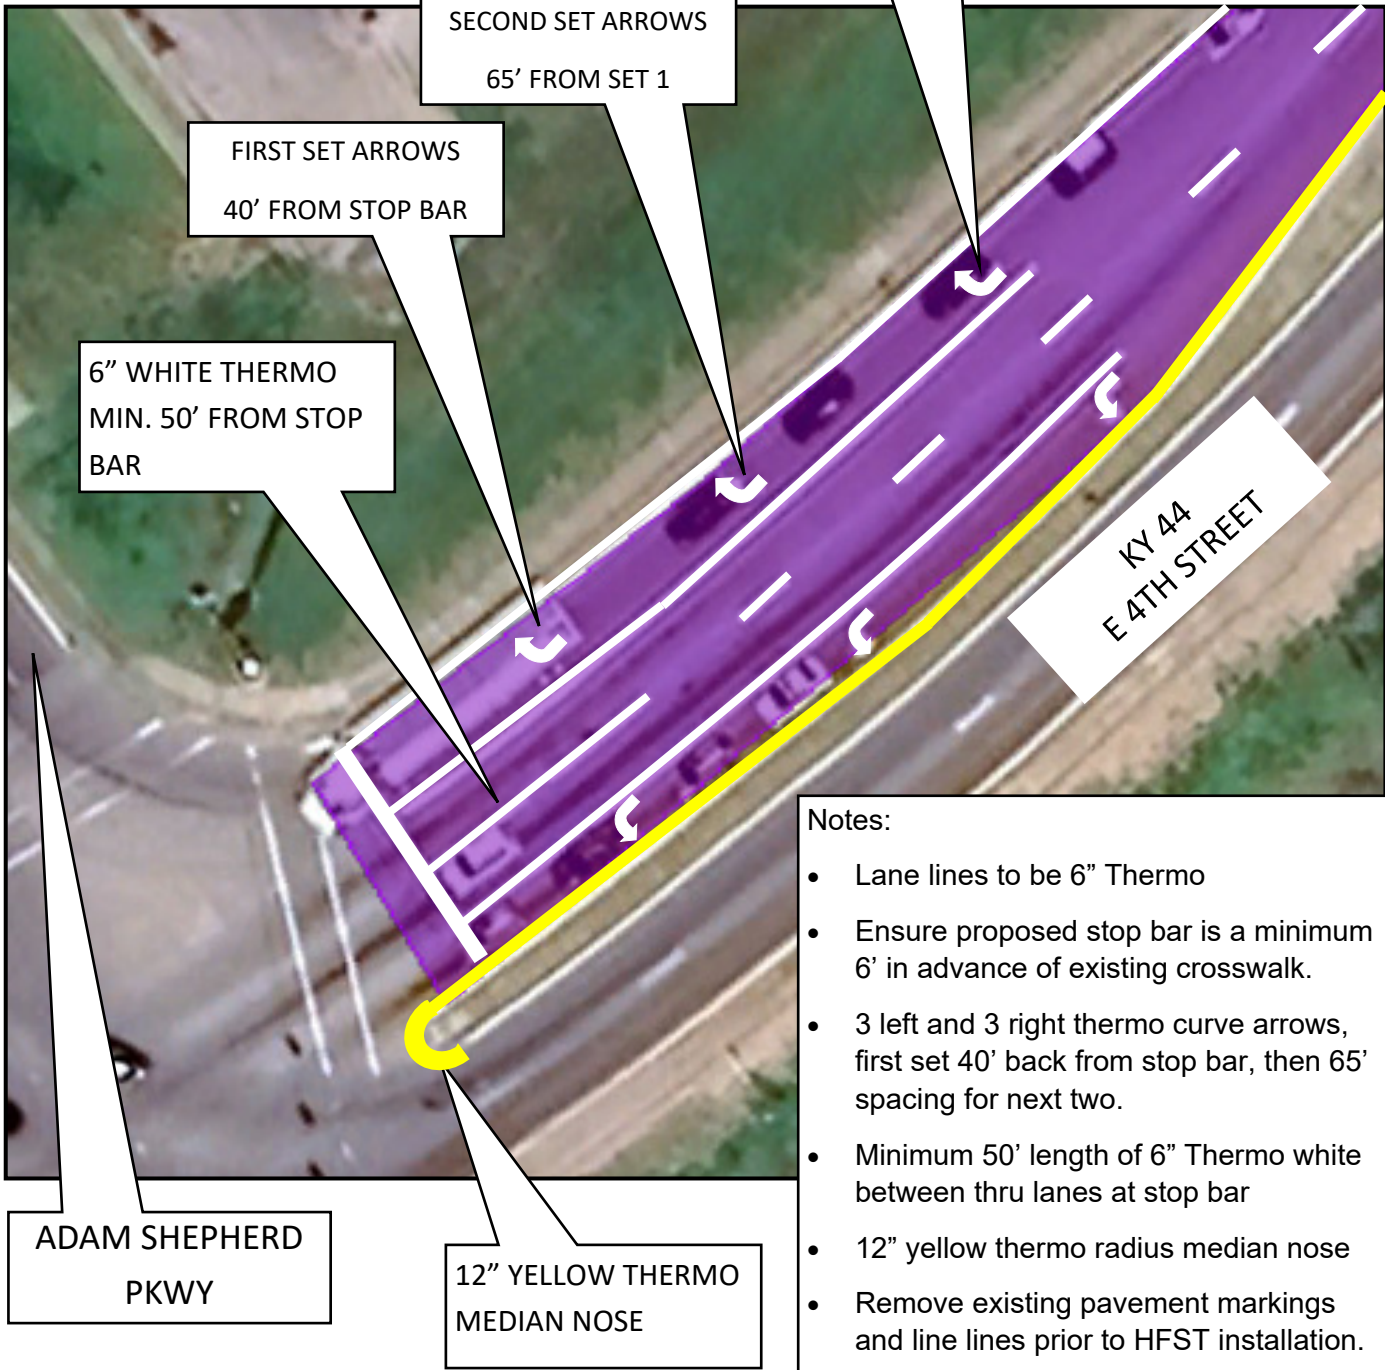 SECOND SET ARROWS
65’ FROM SET 1
FIRST SET ARROWS
40’ FROM STOP BAR
6” WHITE THERMO
MIN. 50’ FROM STOP
BAR
KY 44
E 4TH STREET
ADAM SHEPHERD
PKWY
12” YELLOW THERMO
MEDIAN NOSE
Notes:
• Lane lines to be 6” Thermo
• Ensure proposed stop bar is a minimum
6’ in advance of existing crosswalk.
• 3 left and 3 right thermo curve arrows,
first set 40’ back from stop bar, then 65’
spacing for next two.
• Minimum 50’ length of 6” Thermo white
between thru lanes at stop bar
• 12” yellow thermo radius median nose
• Remove existing pavement markings
and line lines prior to HFST installation.